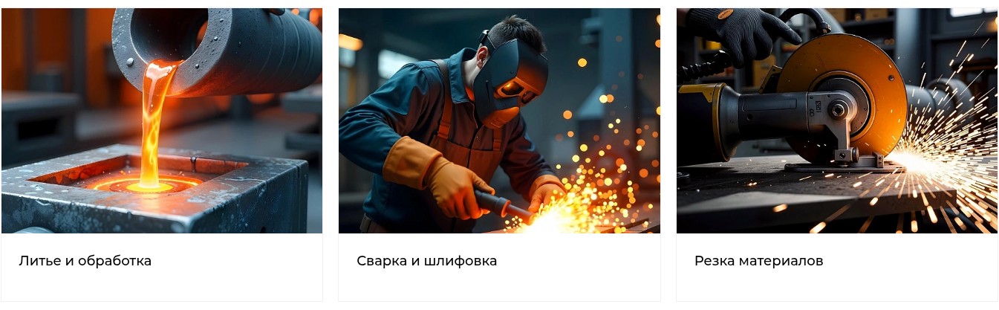 Литье и обработка
Сварка и шлифовка
Резка материалов